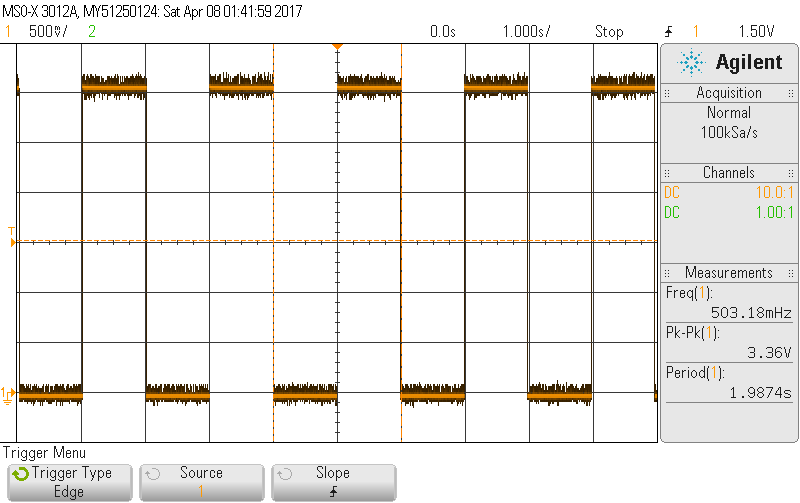 MSO-X 3012A, MY51250124: Sat Apr 08 01:41:59 2017
1 500mV/ 2 0.0s 1.000s/ Stop 1 1.50V
Agilent
Acquisition
Normal
100kSa/s
Channels
DC 10.0:1
DC 1.00:1
Measurements
Freq(1):
503.18mHz
Pk-Pk(1):
3.36V
Period(1):
1.9874s
T
1
Trigger Menu
Trigger Type
Edge
Source
1
Slope